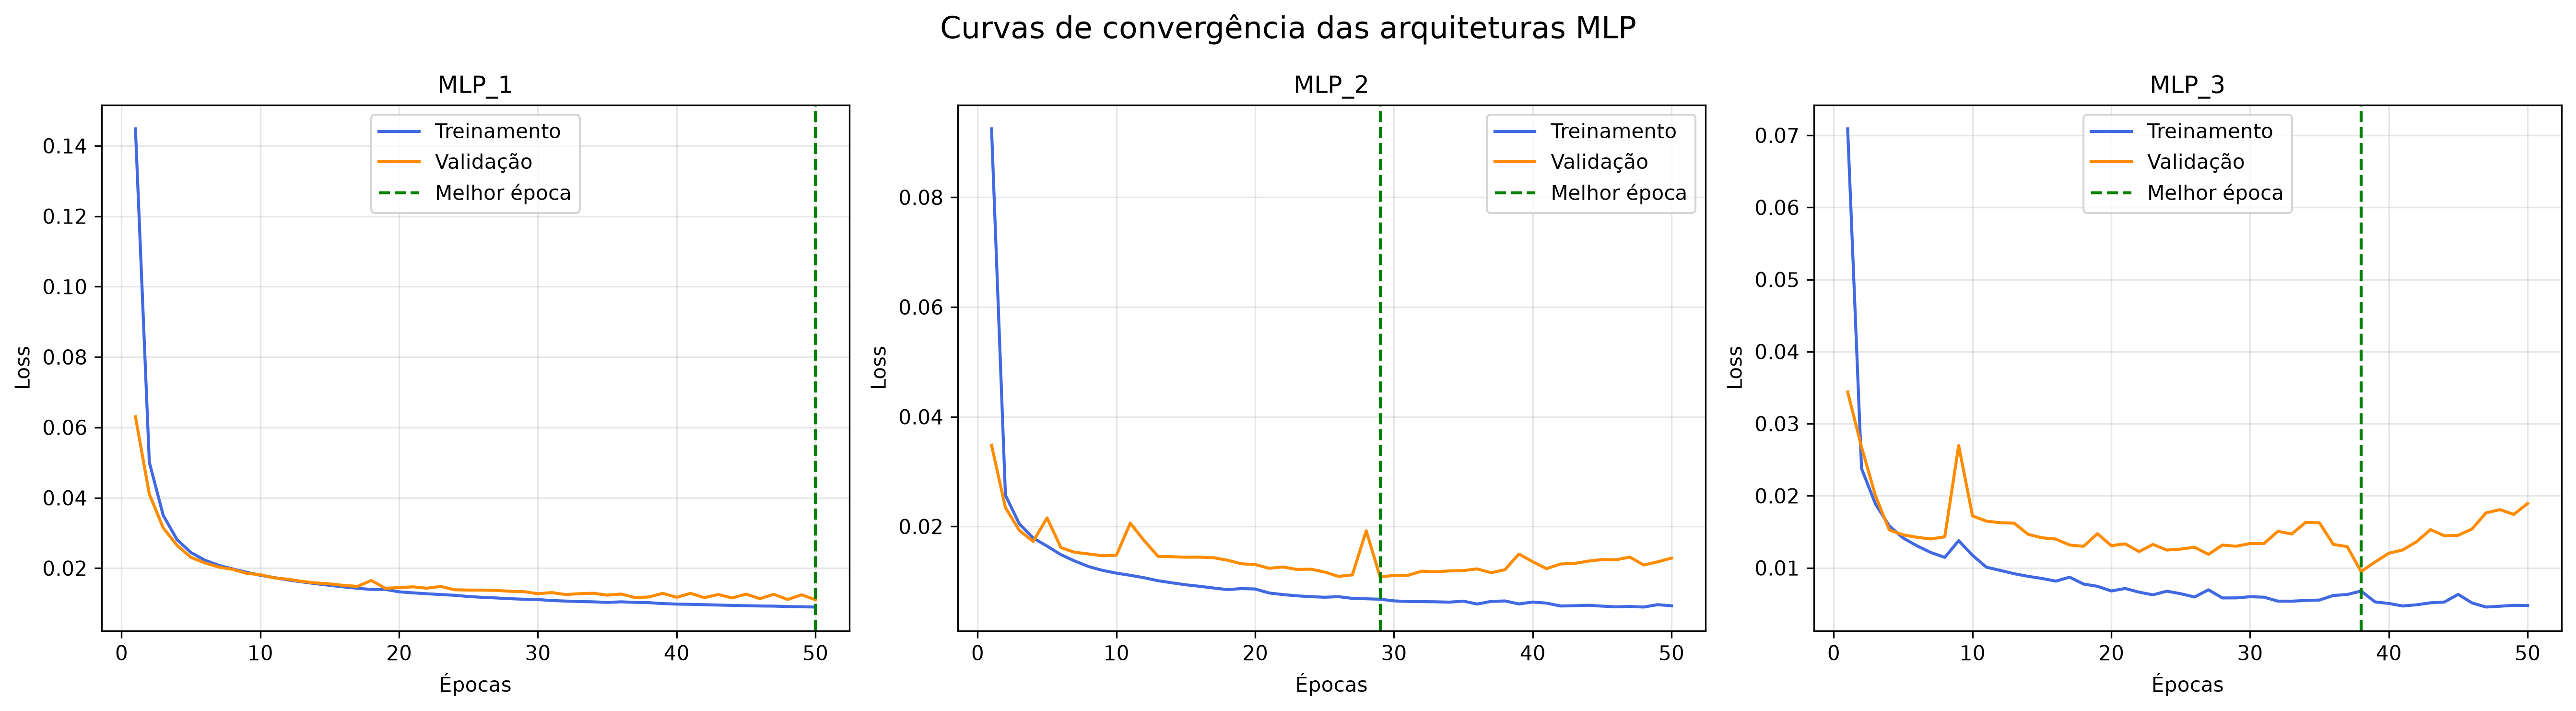 Curvas de convergência das arquiteturas MLP
MLP_1
Treinamento
Validação
Melhor época
0.14
0.12
0.10
0.08
0.06
0.04
0.02
Loss
0 10 20 30 40 50
Épocas
MLP_2
Treinamento
Validação
Melhor época
0.08
0.06
0.04
0.02
Loss
0 10 20 30 40 50
Épocas
MLP_3
Treinamento
Validação
Melhor época
0.07
0.06
0.05
0.04
0.03
0.02
0.01
Loss
0 10 20 30 40 50
Épocas